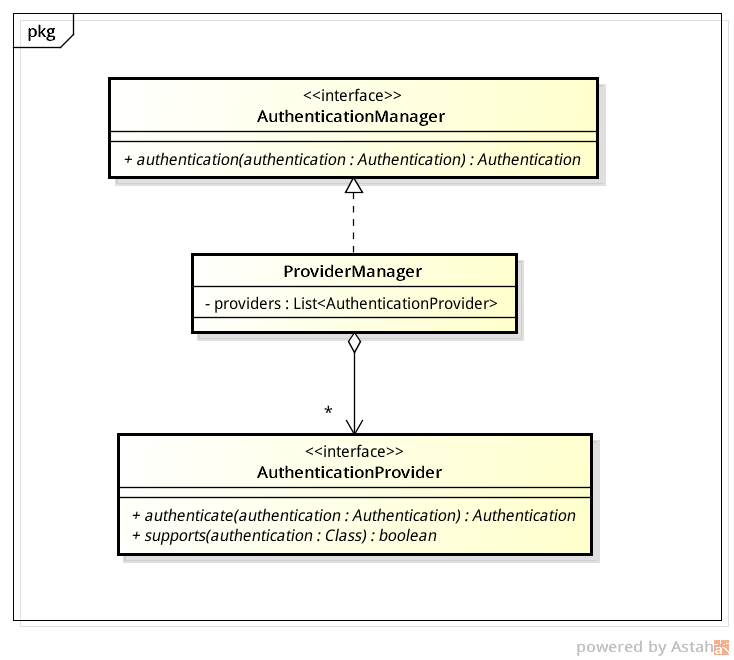 pkg
<<interface>>
AuthenticationManager
+ authentication(authentication : Authentication) : Authentication
ProviderManager
- providers : List<AuthenticationProvider>
*
<<interface>>
AuthenticationProvider
+ authenticate(authentication : Authentication) : Authentication
+ supports(authentication : Class) : boolean
powered by Astah